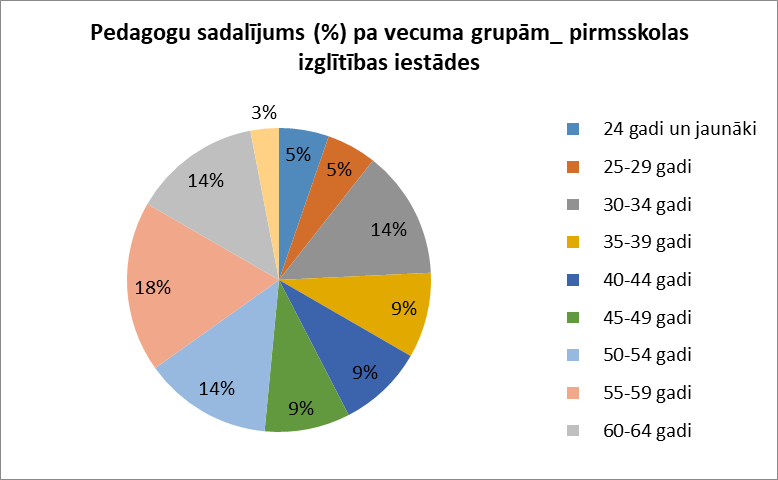 Pedagogu sadalījums (%) pa vecuma grupām_ pirmsskolas
izglītības iestādes
3%
5%
5%
14%
9%
9%
9%
14%
18%
14%
24 gadi un jaunāki
25-29 gadi
30-34 gadi
35-39 gadi
40-44 gadi
45-49 gadi
50-54 gadi
55-59 gadi
60-64 gadi